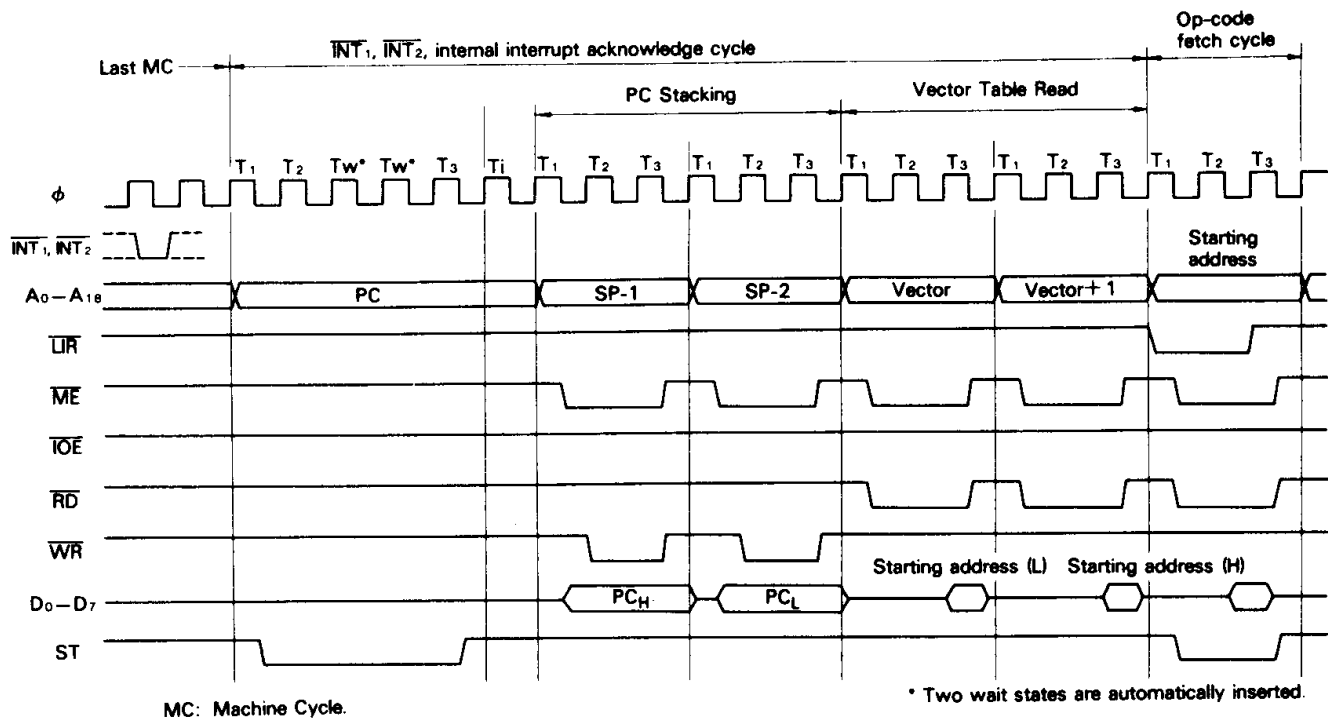 Op-code
fetch cycle
Last MC
INT1, INT2, internal interrupt acknowledge cycle
PC Stacking
Vector Table Read
T1 T2 Tw* Tw* T3 Ti T1 T2 T3 T1 T2 T3 T1 T2 T3 T1 T2 T3 T1 T2 T3
φ
INT1, INT2
Starting
address
A0–A18 PC SP-1 SP-2 Vector Vector+1
LIR
ME
IOE
RD
WR
Starting address (L) Starting address (H)
D0–D7 PCH PCL
ST
MC: Machine Cycle.
* Two wait states are automatically inserted.